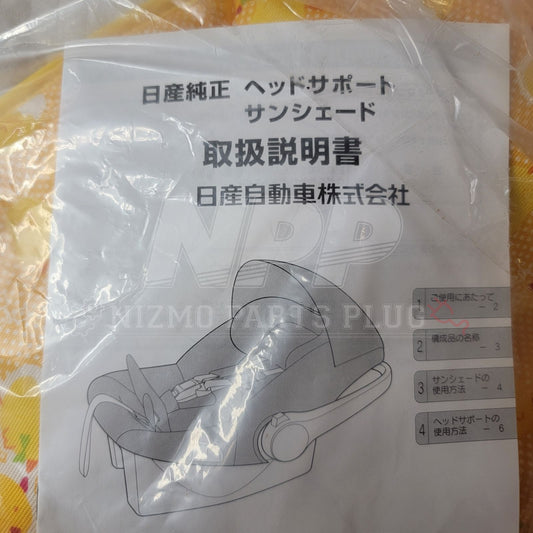 日産純正 ヘッドサポート
サンシェード
取扱説明書
日産自動車株式会社
NPP
NIZMO PARTS PLUG
1 ご使用にあたって
－ 2
2 構成品の名称
－ 3
3 サンシェードの
使用方法 － 4
4 ヘッドサポートの
使用方法 － 6